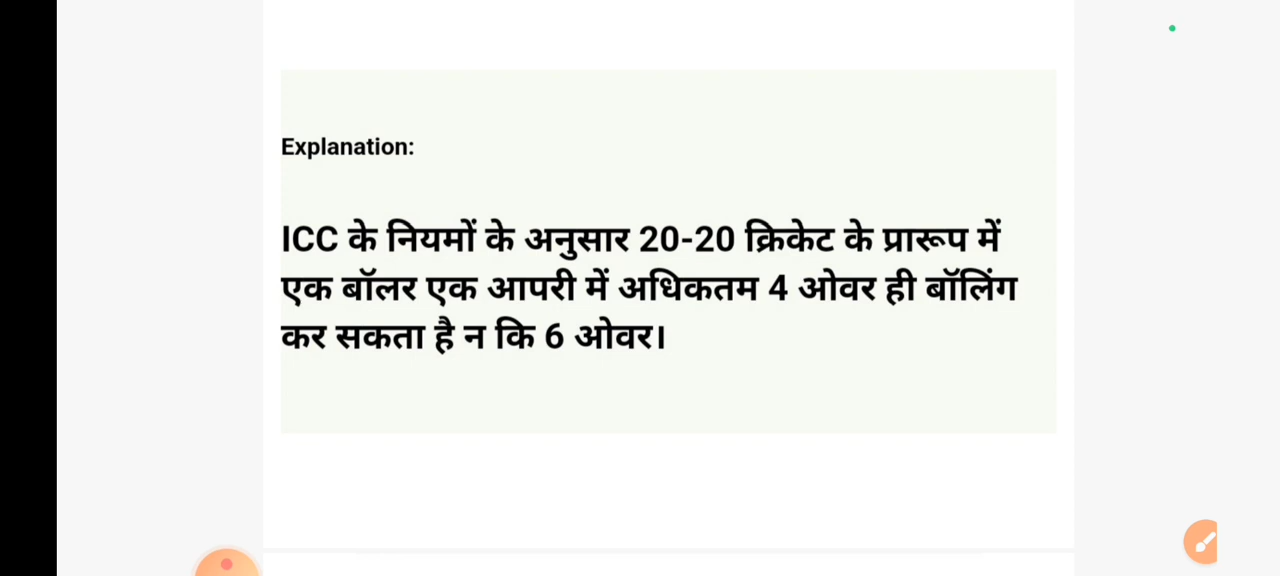 Explanation:
ICC के नियमों के अनुसार 20-20 क्रिकेट के प्रारूप में
एक बॉलर एक आपरी में अधिकतम 4 ओवर ही बॉलिंग
कर सकता है न कि 6 ओवर।